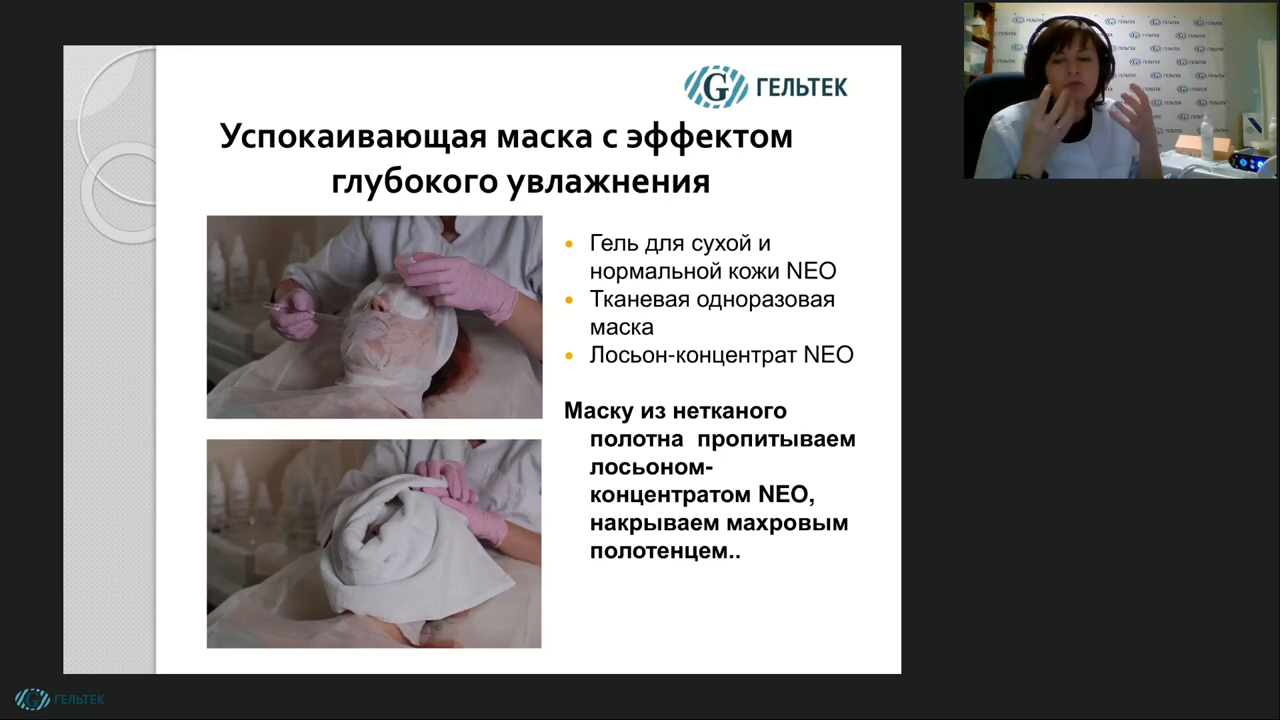 ГЕЛЬТЕК
Успокаивающая маска с эффектом
глубокого увлажнения
Гель для сухой и
нормальной кожи NEO
Тканевая одноразовая
маска
Лосьон-концентрат NEO
Маску из нетканого
полотна пропитываем
лосьоном-
концентратом NEO,
накрываем махровым
полотенцем..
ГЕЛЬТЕК